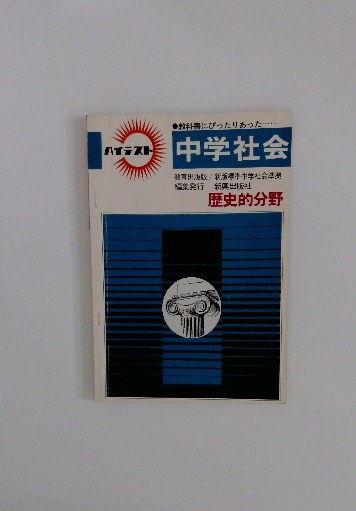 ●教科書にぴったりあった……
ハイテスト
中学社会
教育出版版／新版標準中学社会準拠
編集発行 新興出版社
歴史的分野